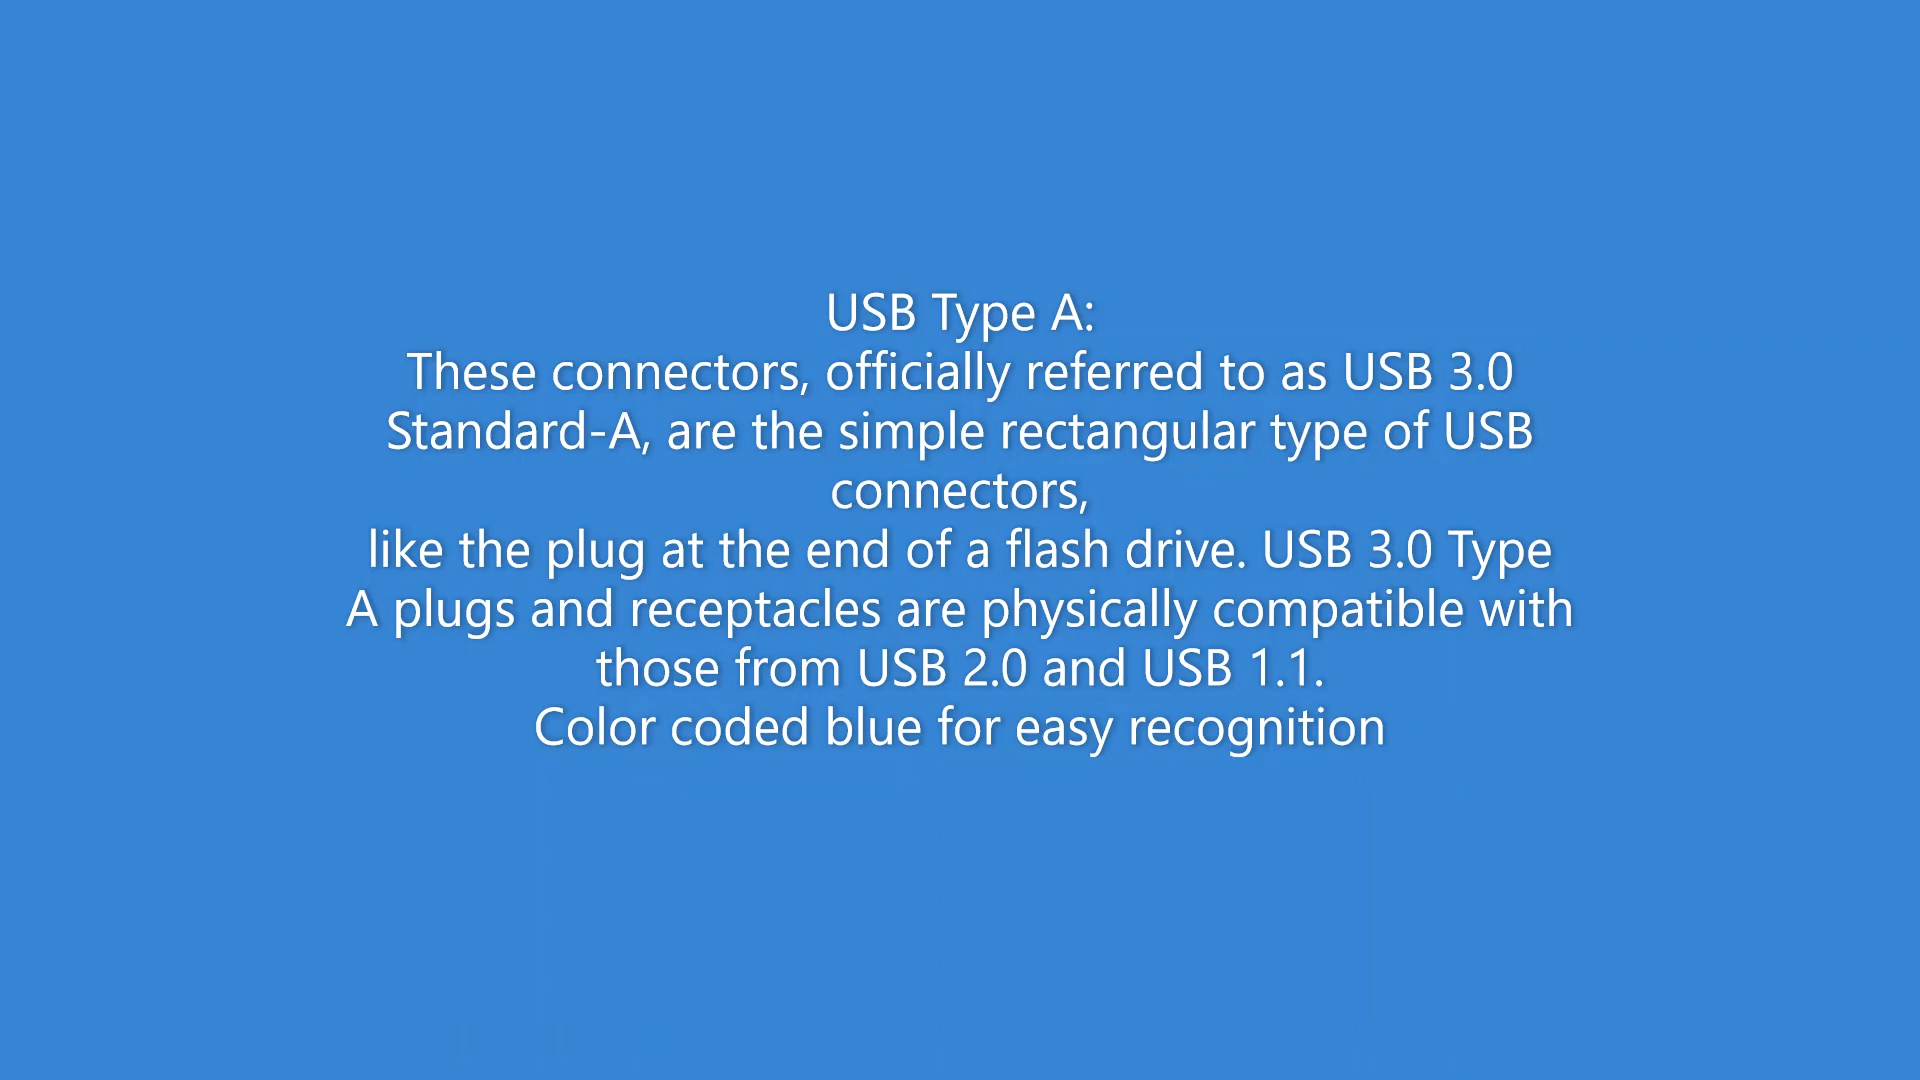 USB Type A:
These connectors, officially referred to as USB 3.0
Standard-A, are the simple rectangular type of USB
connectors,
like the plug at the end of a flash drive. USB 3.0 Type
A plugs and receptacles are physically compatible with
those from USB 2.0 and USB 1.1.
Color coded blue for easy recognition